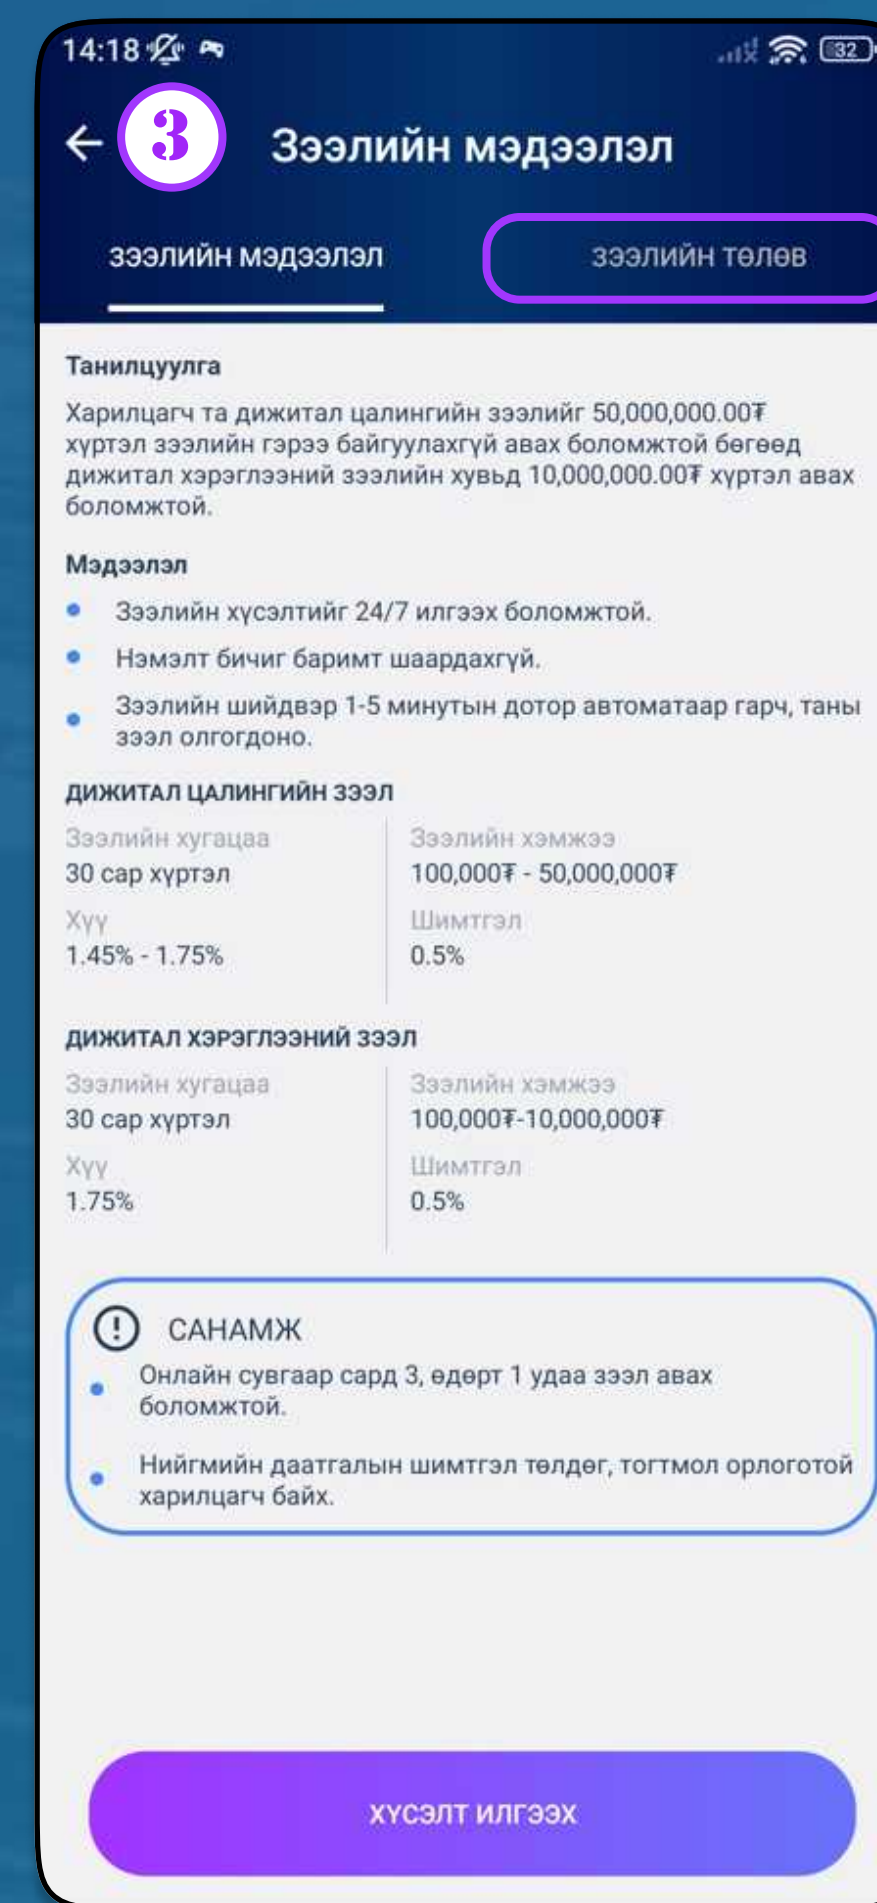 14:18
32
3
Зээлийн мэдээлэл
ЗЭЭЛИЙН МЭДЭЭЛЭЛ
ЗЭЭЛИЙН ТӨЛӨВ
Танилцуулга
Харилцагч та дижитал цалингийн зээлийг 50,000,000.00₮
хүртэл зээлийн гэрээ байгуулахгүй авах боломжтой бөгөөд
дижитал хэрэглээний зээлийн хувьд 10,000,000.00₮ хүртэл авах
боломжтой.
Мэдээлэл
Зээлийн хүсэлтийг 24/7 илгээх боломжтой.
Нэмэлт бичиг баримт шаардахгүй.
Зээлийн шийдвэр 1-5 минутын дотор автоматаар гарч, таны
зээл олгогдоно.
ДИЖИТАЛ ЦАЛИНГИЙН ЗЭЭЛ
Зээлийн хугацаа
30 сар хүртэл
Зээлийн хэмжээ
100,000₮ - 50,000,000₮
Хүү
1.45% - 1.75%
Шимтгэл
0.5%
ДИЖИТАЛ ХЭРЭГЛЭЭНИЙ ЗЭЭЛ
Зээлийн хугацаа
30 сар хүртэл
Зээлийн хэмжээ
100,000₮-10,000,000₮
Хүү
1.75%
Шимтгэл
0.5%
САНАМЖ
Онлайн сувгаар сард 3, өдөрт 1 удаа зээл авах
боломжтой.
Нийгмийн даатгалын шимтгэл төлдөг, тогтмол орлоготой
харилцагч байх.
ХҮСЭЛТ ИЛГЭЭХ